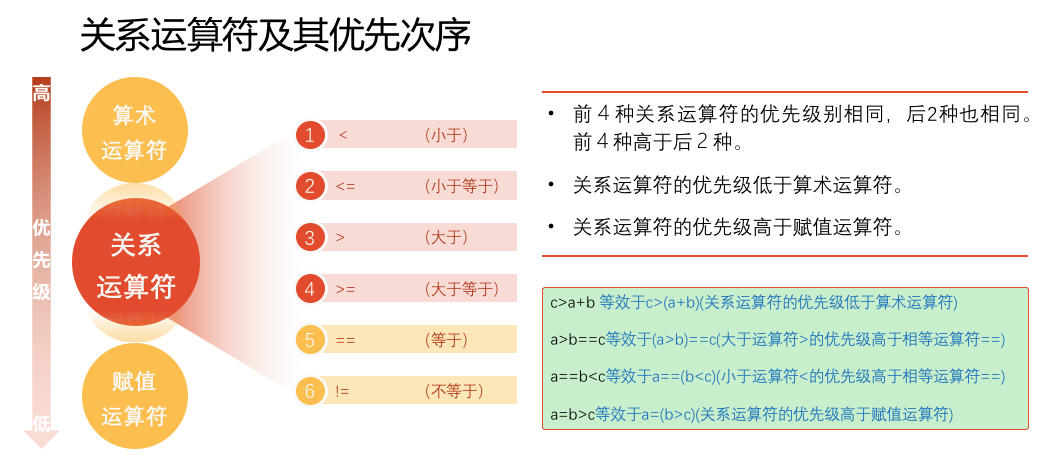 关系运算符及其优先次序
高
优
先
级
低
算术
运算符
关系
运算符
赋值
运算符
1 < （小于）
2 <= （小于等于）
3 > （大于）
4 >= （大于等于）
5 == （等于）
6 != （不等于）
• 前４种关系运算符的优先级别相同，后2种也相同。
前４种高于后２种。
• 关系运算符的优先级低于算术运算符。
• 关系运算符的优先级高于赋值运算符。
c>a+b 等效于c>(a+b)(关系运算符的优先级低于算术运算符)
a>b==c等效于(a>b)==c(大于运算符>的优先级高于相等运算符==)
a==b<c等效于a==(b<c)(小于运算符<的优先级高于相等运算符==)
a=b>c等效于a=(b>c)(关系运算符的优先级高于赋值运算符)